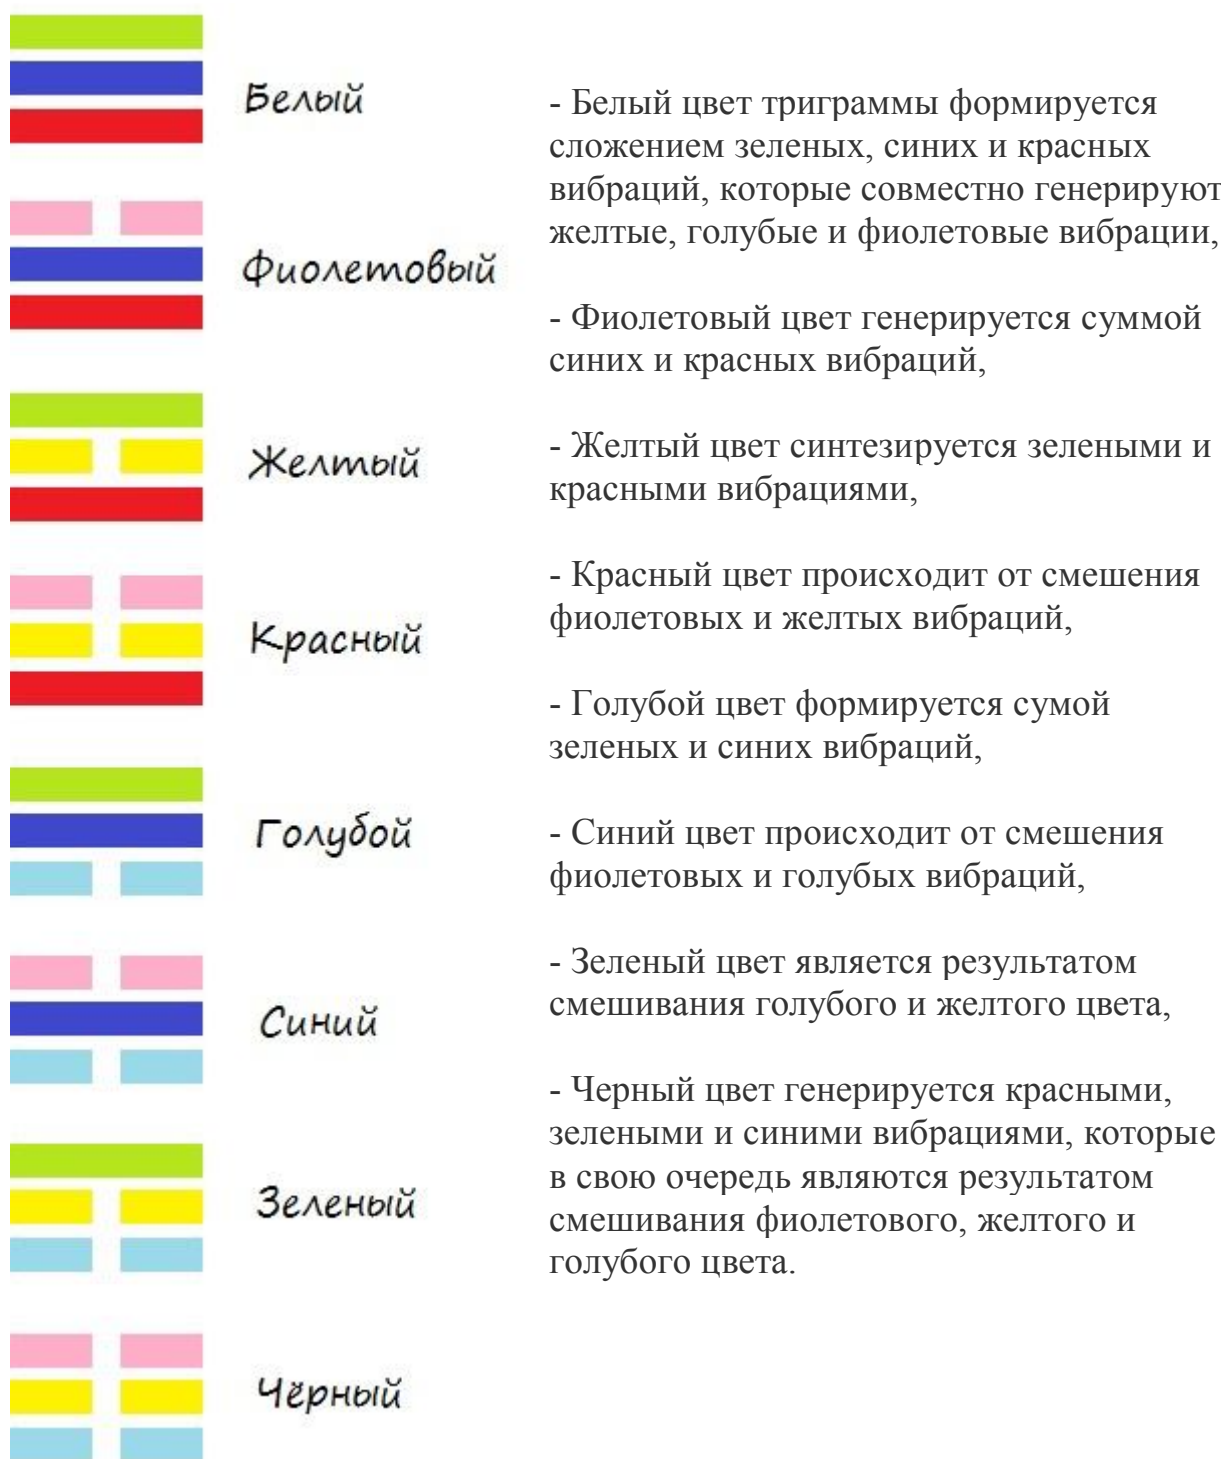 Белый
Фиолетовый
Желтый
Красный
Голубой
Синий
Зеленый
Чёрный
- Белый цвет триграммы формируется
сложением зеленых, синих и красных
вибраций, которые совместно генерируют
желтые, голубые и фиолетовые вибрации,
- Фиолетовый цвет генерируется суммой
синих и красных вибраций,
- Желтый цвет синтезируется зелеными и
красными вибрациями,
- Красный цвет происходит от смешения
фиолетовых и желтых вибраций,
- Голубой цвет формируется сумой
зеленых и синих вибраций,
- Синий цвет происходит от смешения
фиолетовых и голубых вибраций,
- Зеленый цвет является результатом
смешивания голубого и желтого цвета,
- Черный цвет генерируется красными,
зелеными и синими вибрациями, которые
в свою очередь являются результатом
смешивания фиолетового, желтого и
голубого цвета.